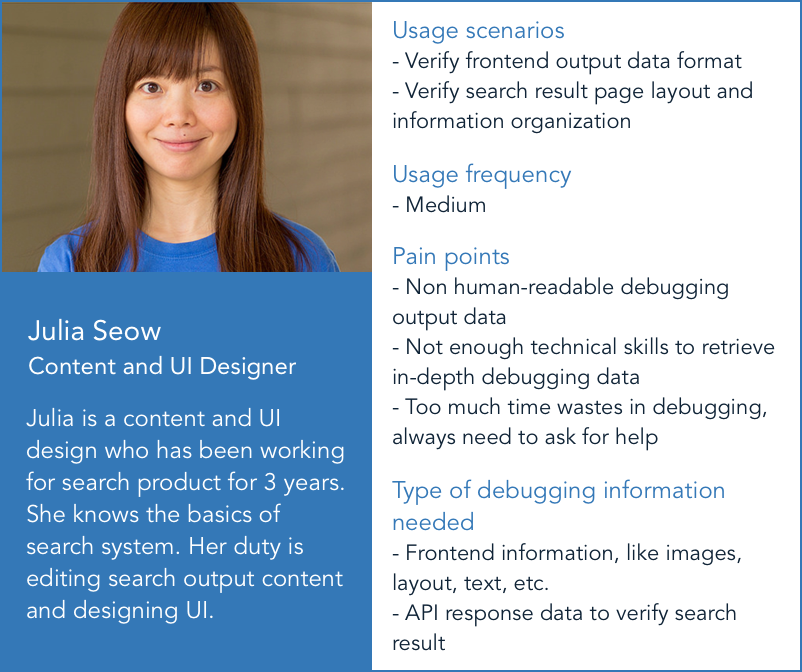 Julia Seow
Content and UI Designer
Julia is a content and UI
design who has been working
for search product for 3 years.
She knows the basics of
search system. Her duty is
editing search output content
and designing UI.
Usage scenarios
- Verify frontend output data format
- Verify search result page layout and
information organization
Usage frequency
- Medium
Pain points
- Non human-readable debugging
output data
- Not enough technical skills to retrieve
in-depth debugging data
- Too much time wastes in debugging,
always need to ask for help
Type of debugging information
needed
- Frontend information, like images,
layout, text, etc.
- API response data to verify search
result